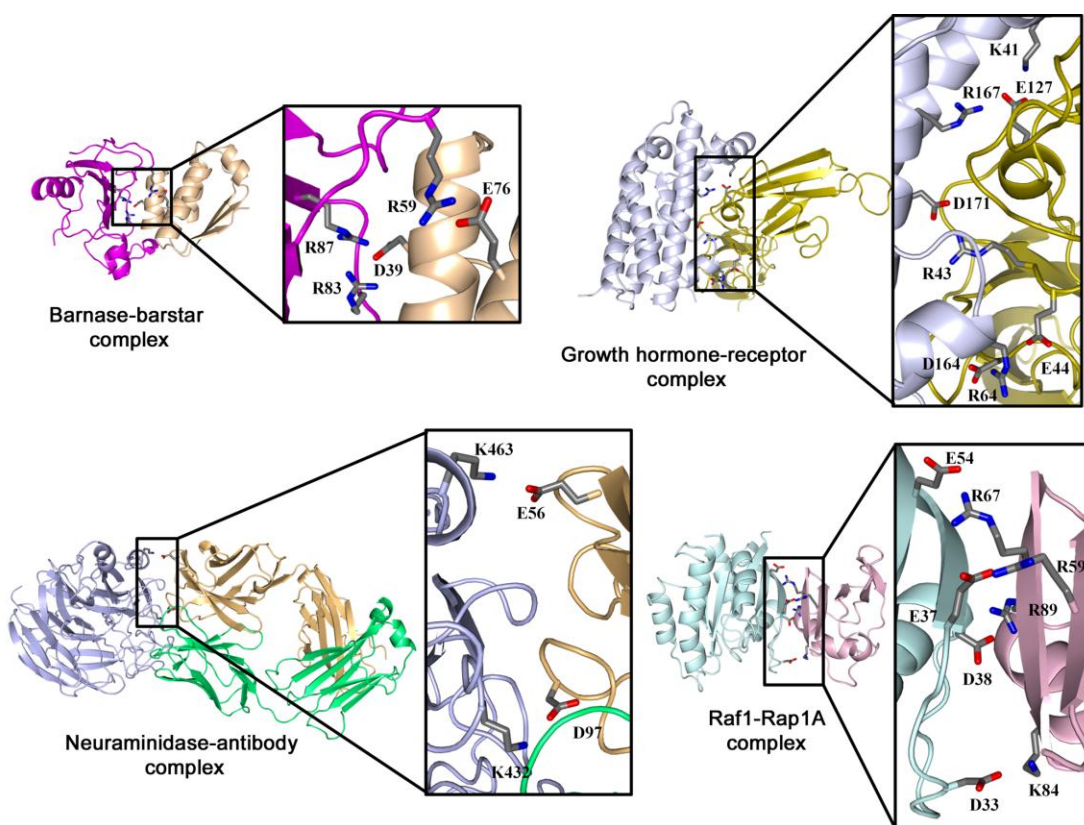 R59
E76
R87
D39
R83
Barnase-barstar
complex
K41
R167
E127
D171
R43
D164
E44
R64
Growth hormone-receptor
complex
K463
E56
D97
K432
Neuraminidase-antibody
complex
E54
R67
R59
E37
R89
D38
K84
D33
Raf1-Rap1A
complex